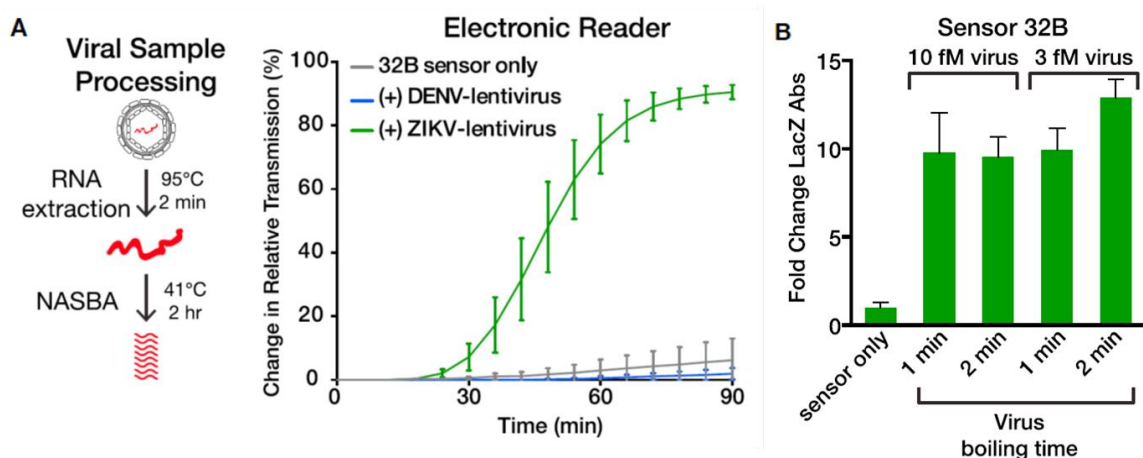 A
Viral Sample
Processing
RNA
extraction
95°C
2 min
NASBA
41°C
2 hr
Electronic Reader
Change in Relative Transmission (%)
100
80
60
40
20
0
32B sensor only
(+) DENV-lentivirus
(+) ZIKV-lentivirus
0
30
60
90
Time (min)
B
Sensor 32B
10 fM virus
3 fM virus
Fold Change LacZ Abs
15
10
5
0
sensor only
1 min
2 min
1 min
2 min
Virus
boiling time